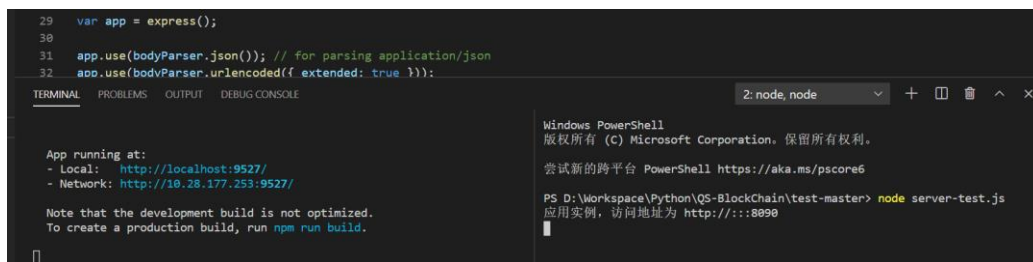 29 var app = express();
30
31 app.use(bodyParser.json()); // for parsing application/json
32 app.use(bodyParser.urlencoded({ extended: true }));
TERMINAL PROBLEMS OUTPUT DEBUG CONSOLE 2: node, node
App running at:
- Local: http://localhost:9527/
- Network: http://10.28.177.253:9527/
Note that the development build is not optimized.
To create a production build, run npm run build.
Windows PowerShell
版权所有 (C) Microsoft Corporation。保留所有权利。
尝试新的跨平台 PowerShell https://aka.ms/pscore6
PS D:\Workspace\Python\QS-BlockChain\test-master> node server-test.js
应用实例，访问地址为 http://:::8090